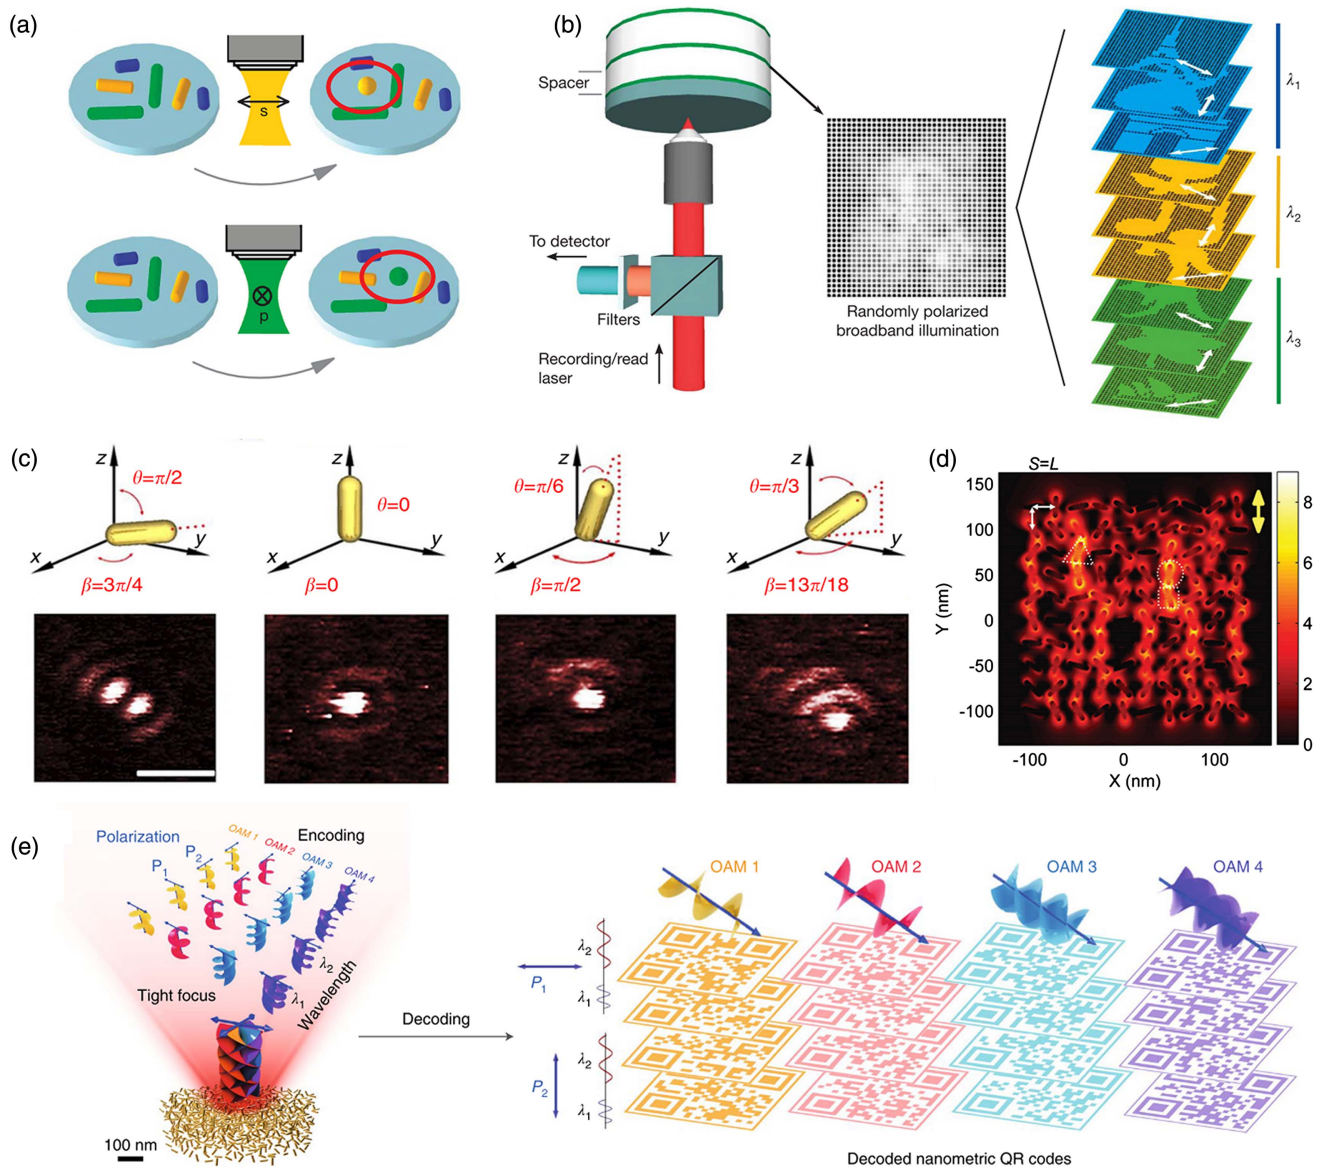 (a)
s
p
(b)
Spacer
To detector
Filters
Recording/read
laser
Randomly polarized
broadband illumination
λ1
λ2
λ3
(c)
z
θ=π/2
x
y
β=3π/4
z
θ=0
x
y
β=0
z
θ=π/6
x
y
β=π/2
z
θ=π/3
x
y
β=13π/18
(d)
S=L
150
100
50
0
-50
-100
Y (nm)
-100
0
100
X (nm)
8
6
4
2
0
(e)
Polarization
P1
P2
OAM 1
OAM 2
OAM 3
OAM 4
Encoding
Tight focus
λ2
λ1
Wavelength
100 nm
Decoding
OAM 1
OAM 2
OAM 3
OAM 4
P1
λ2
λ1
P2
λ2
λ1
Decoded nanometric QR codes